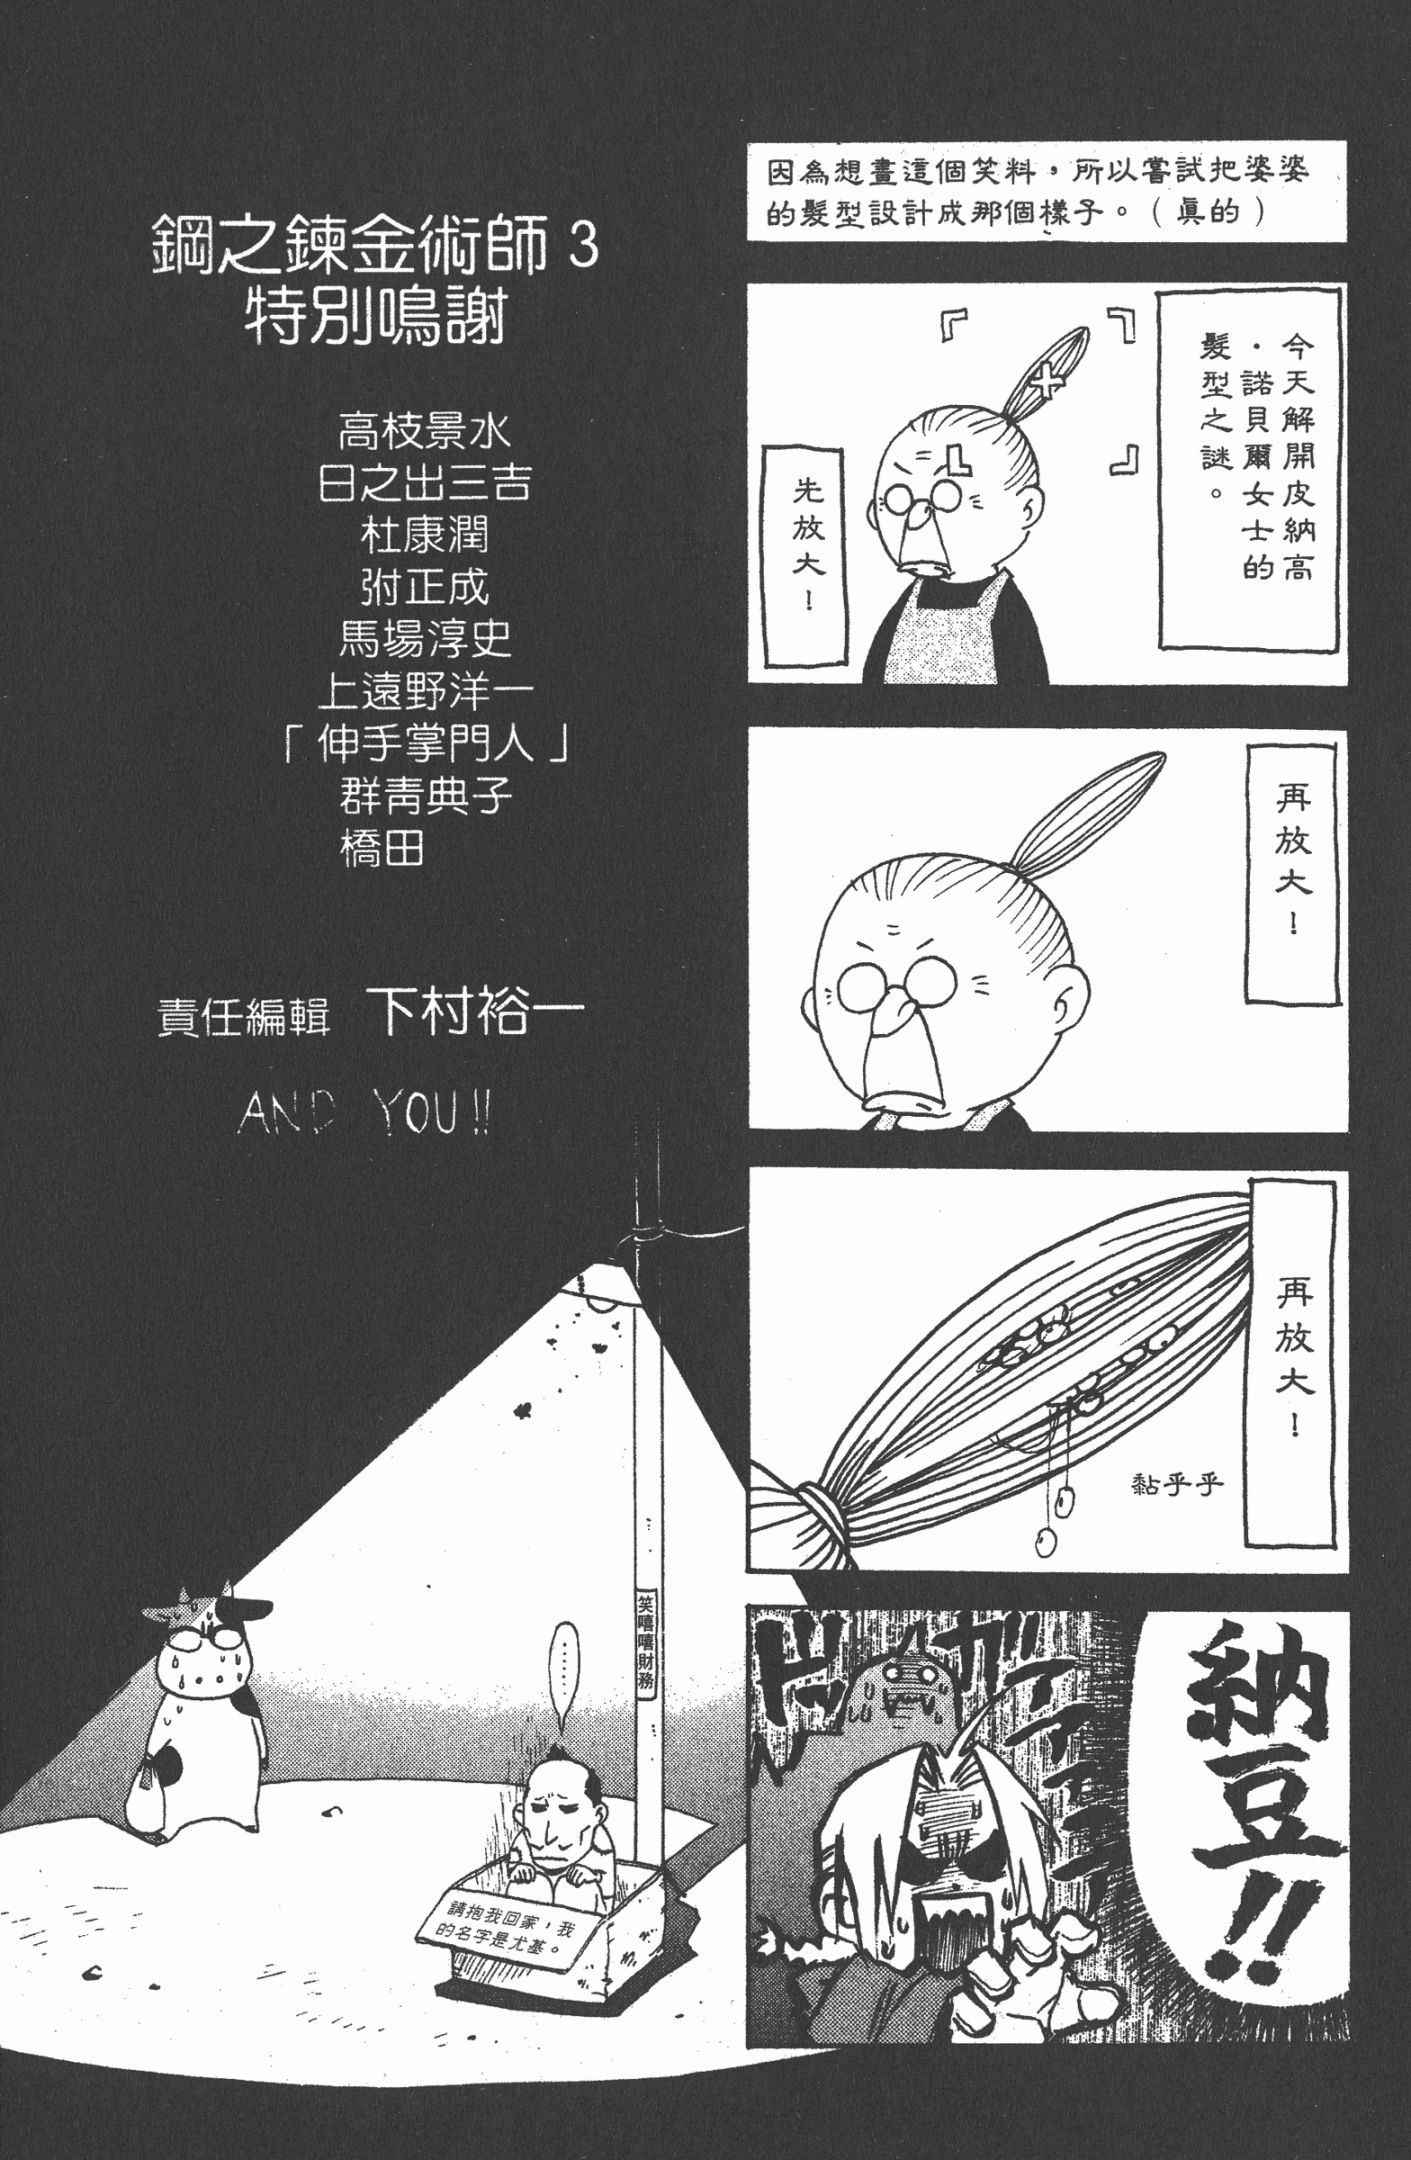 因為想畫這個笑料，所以嘗試把婆婆
的髮型設計成那個樣子。（真的）
今天解開皮納高
．諾貝爾女士的
髮型之謎。
先放大！
再放大！
再放大！
黏乎乎
納豆!!
鋼之鍊金術師 3
特別鳴謝
高枝景水
日之出三吉
杜康潤
弣正成
馬場淳史
上遠野洋一
「伸手掌門人」
群青典子
橋田
責任編輯 下村裕一
AND YOU!!
笑嘻嘻財務
……
請抱我回家，我
的名字是尤基。